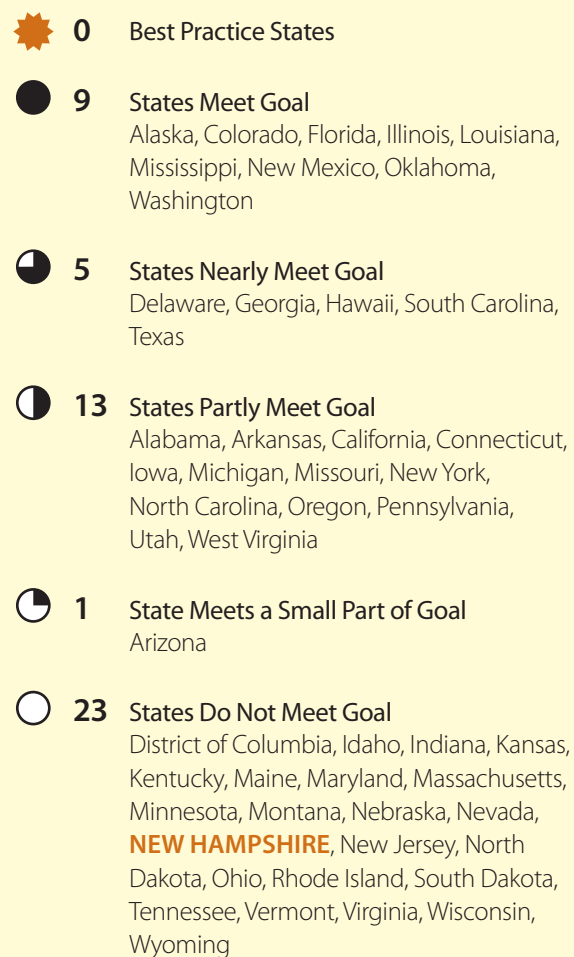 0 Best Practice States
9 States Meet Goal
Alaska, Colorado, Florida, Illinois, Louisiana,
Mississippi, New Mexico, Oklahoma,
Washington
5 States Nearly Meet Goal
Delaware, Georgia, Hawaii, South Carolina,
Texas
13 States Partly Meet Goal
Alabama, Arkansas, California, Connecticut,
Iowa, Michigan, Missouri, New York,
North Carolina, Oregon, Pennsylvania,
Utah, West Virginia
1 State Meets a Small Part of Goal
Arizona
23 States Do Not Meet Goal
District of Columbia, Idaho, Indiana, Kansas,
Kentucky, Maine, Maryland, Massachusetts,
Minnesota, Montana, Nebraska, Nevada,
NEW HAMPSHIRE, New Jersey, North
Dakota, Ohio, Rhode Island, South Dakota,
Tennessee, Vermont, Virginia, Wisconsin,
Wyoming